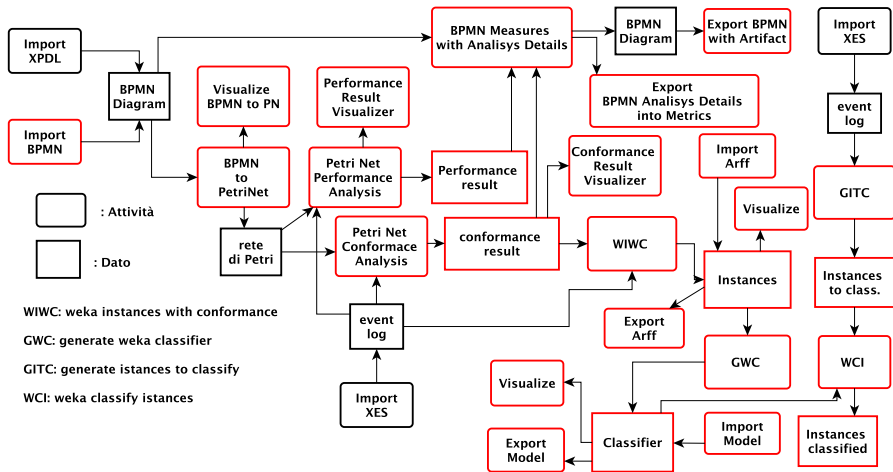 Import
XPDL
BPMN
Diagram
Import
BPMN
Visualize
BPMN to PN
BPMN
to
PetriNet
rete
di Petri
Performance
Result
Visualizer
Petri Net
Performance
Analysis
Petri Net
Conformace
Analysis
event
log
Import
XES
BPMN Measures
with Analisys Details
Performance
result
conformance
result
BPMN
Diagram
Export BPMN
with Artifact
Export
BPMN Analisys Details
into Metrics
Conformance
Result
Visualizer
WIWC
Import
Arff
Visualize
Instances
Export
Arff
GWC
Visualize
Export
Model
Classifier
Import
Model
Import
XES
event
log
GITC
Instances
to class.
WCI
Instances
classified
: Attività
: Dato
WIWC: weka instances with conformance
GWC: generate weka classifier
GITC: generate istances to classify
WCI: weka classify istances